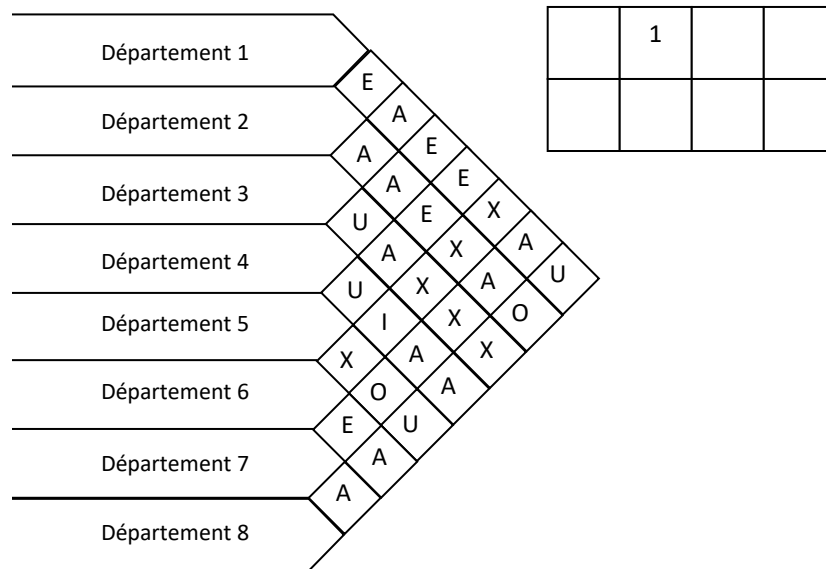 1
Département 1
E A E E X A U
Département 2
A A E X A O
Département 3
U A X X X
Département 4
U I A A
Département 5
X O U
Département 6
E A
Département 7
A
Département 8